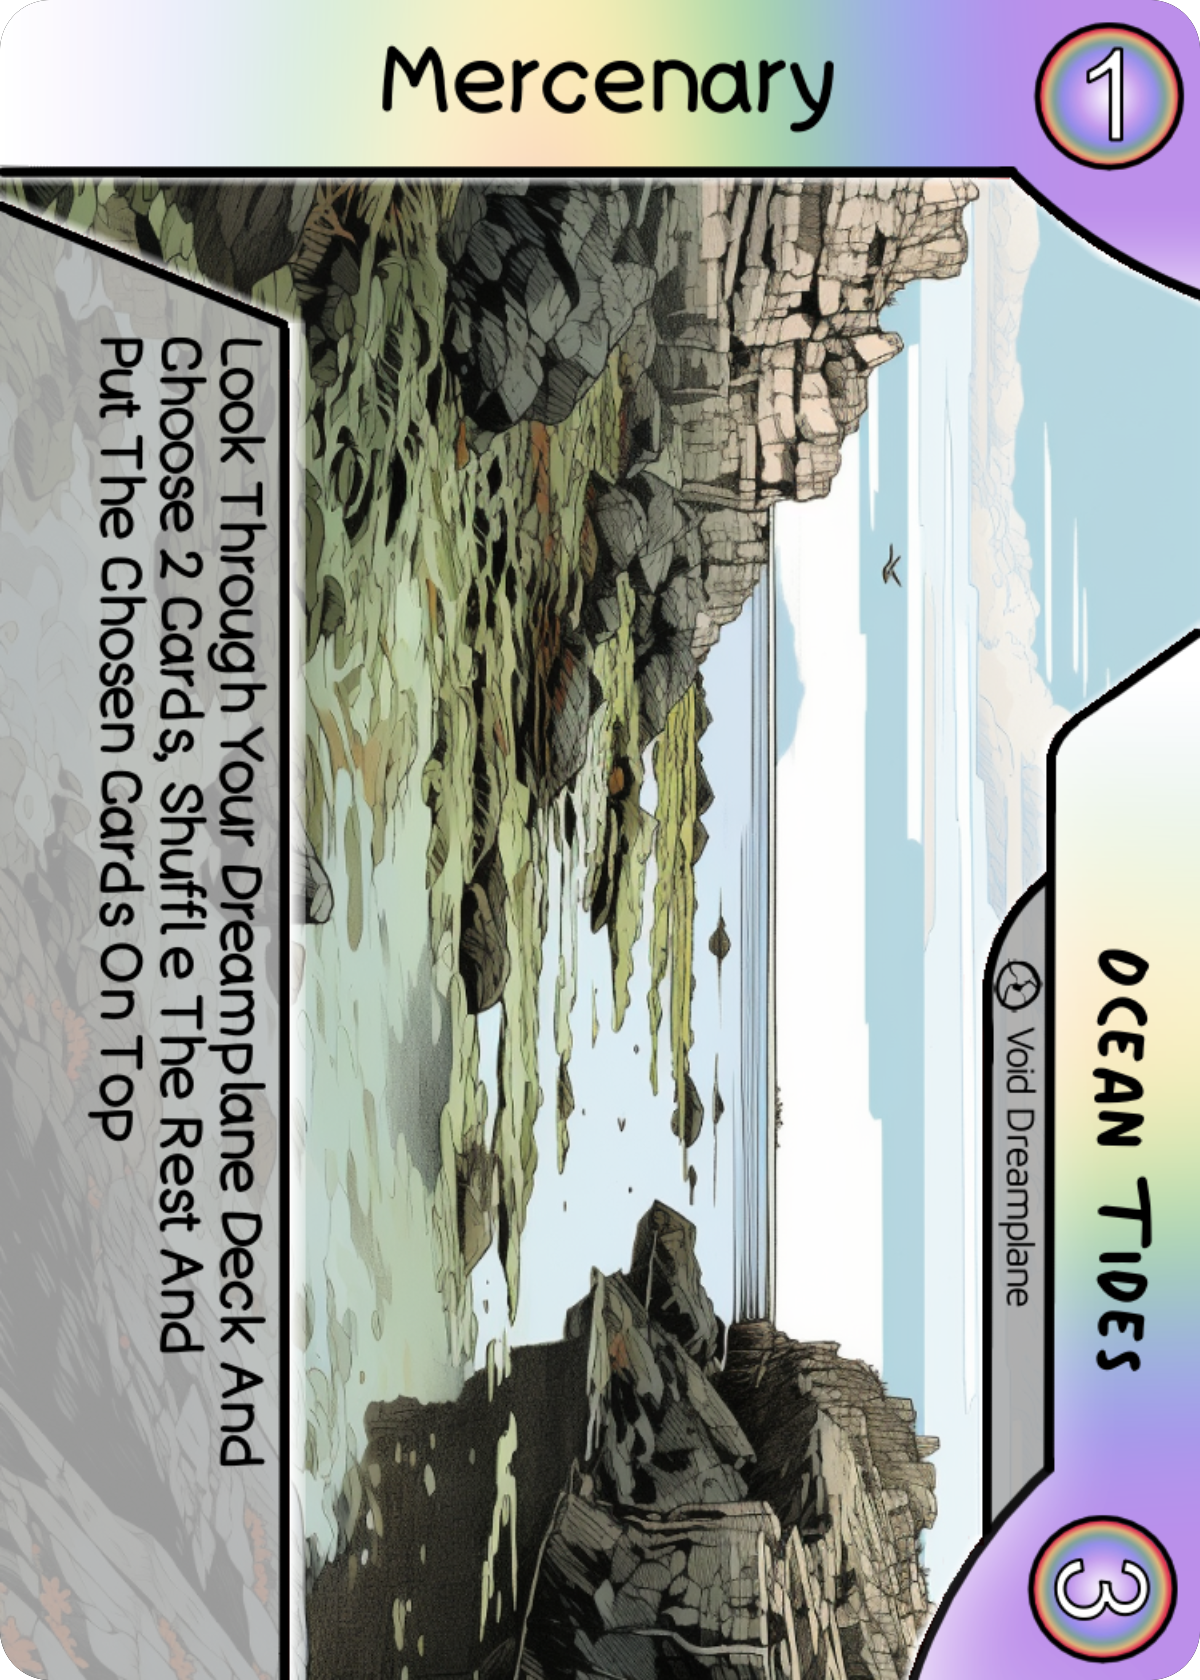 Mercenary
1
OCEAN TIDES
3
Void Dreamplane
Look Through Your Dreamplane Deck And
Choose 2 Cards, Shuffle The Rest And
Put The Chosen Cards On Top